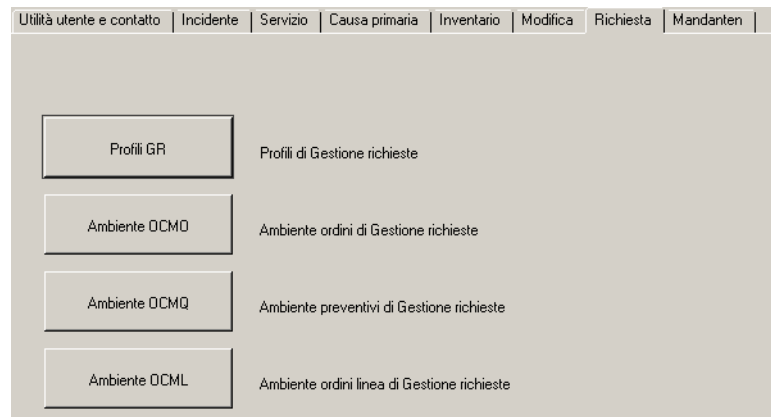 Utilità utente e contatto Incidente Servizio Causa primaria Inventario Modifica Richiesta Mandanten
Profili GR Profili di Gestione richieste
Ambiente OCMO Ambiente ordini di Gestione richieste
Ambiente OCMQ Ambiente preventivi di Gestione richieste
Ambiente OCML Ambiente ordini linea di Gestione richieste